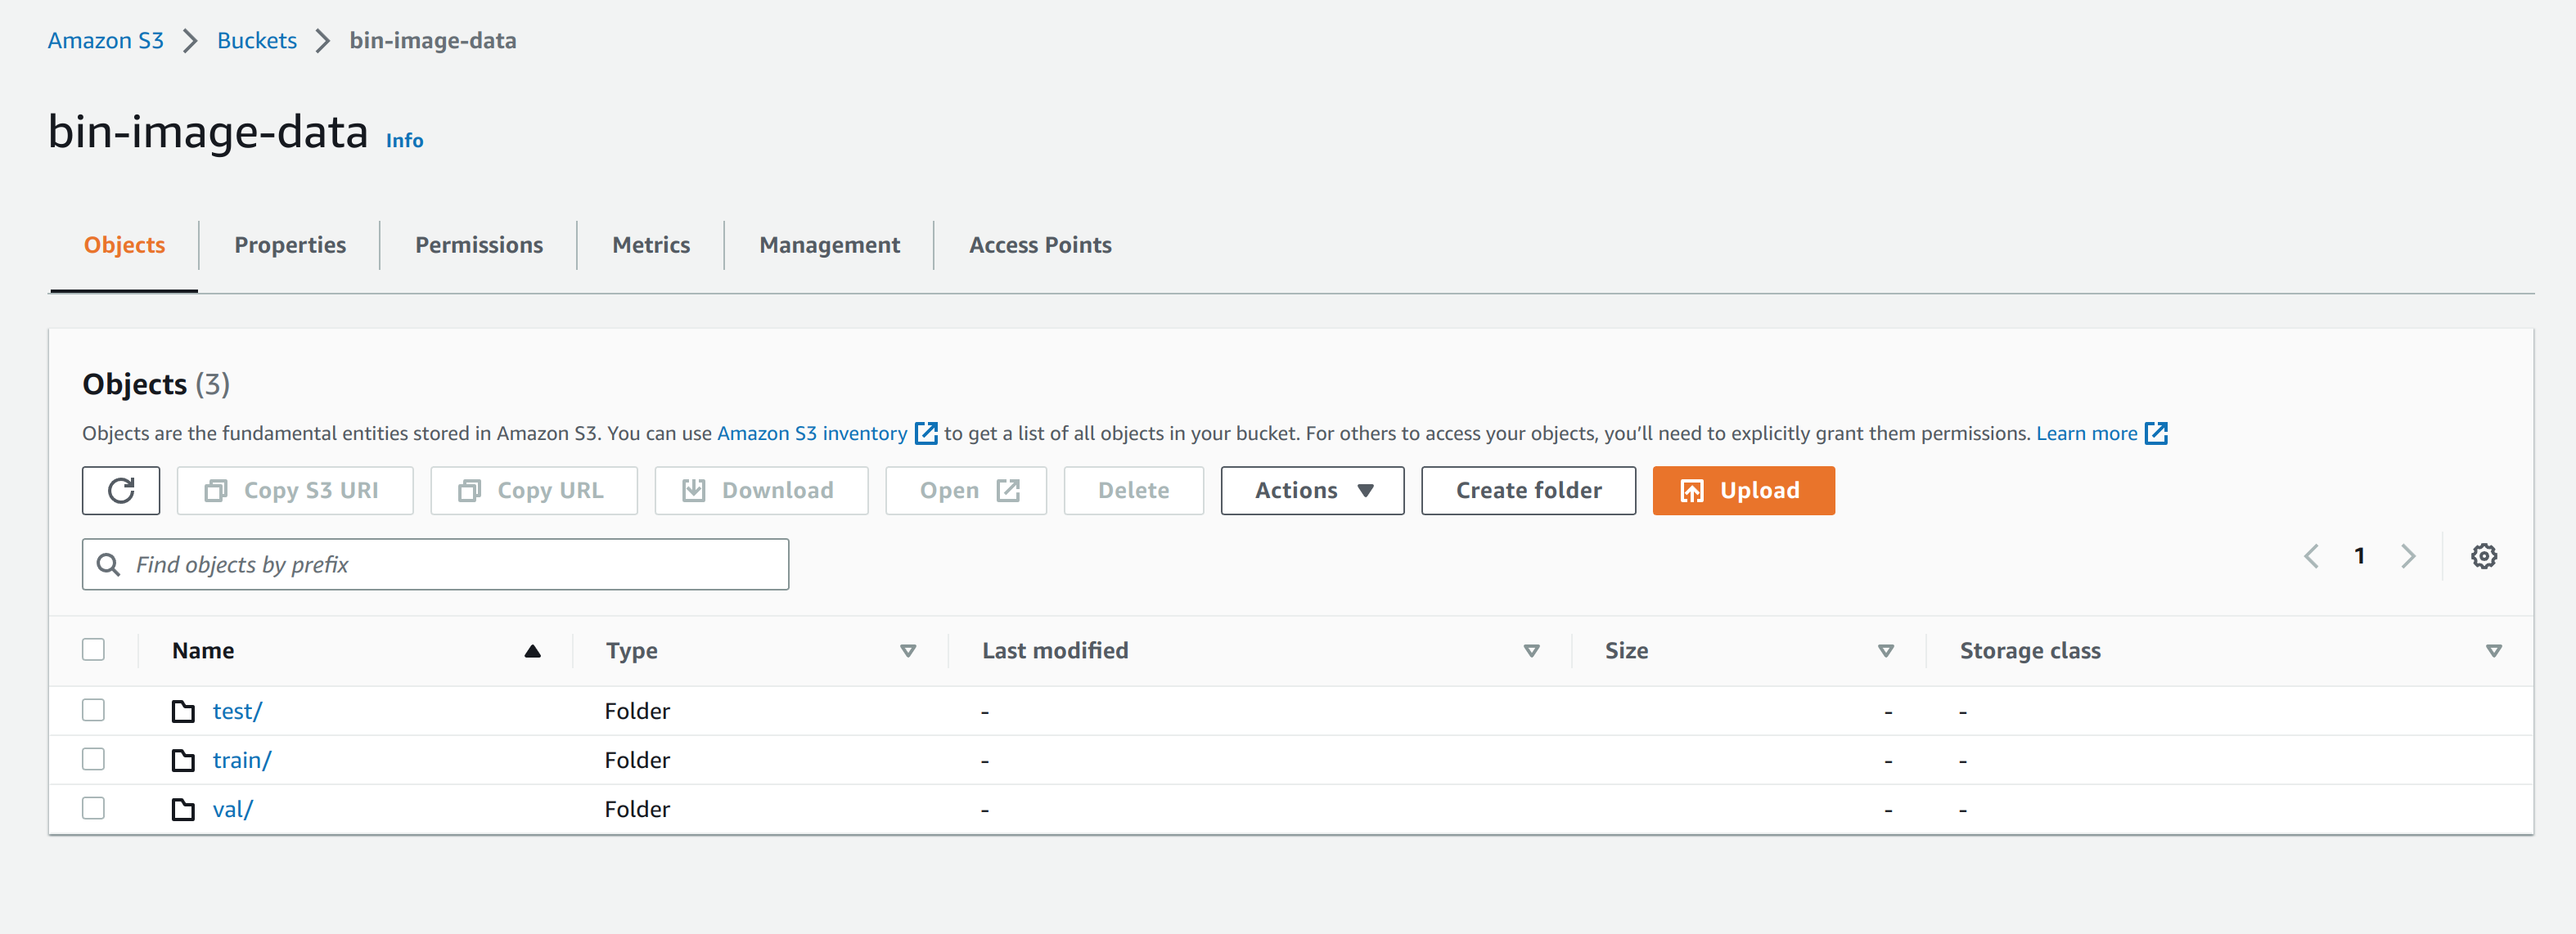 Amazon S3 > Buckets > bin-image-data
bin-image-data Info
Objects Properties Permissions Metrics Management Access Points
Objects (3)
Objects are the fundamental entities stored in Amazon S3. You can use Amazon S3 inventory to get a list of all objects in your bucket. For others to access your objects, you’ll need to explicitly grant them permissions. Learn more
Copy S3 URI Copy URL Download Open Delete Actions Create folder Upload
Find objects by prefix
1
Name Type Last modified Size Storage class
test/ Folder - - -
train/ Folder - - -
val/ Folder - - -